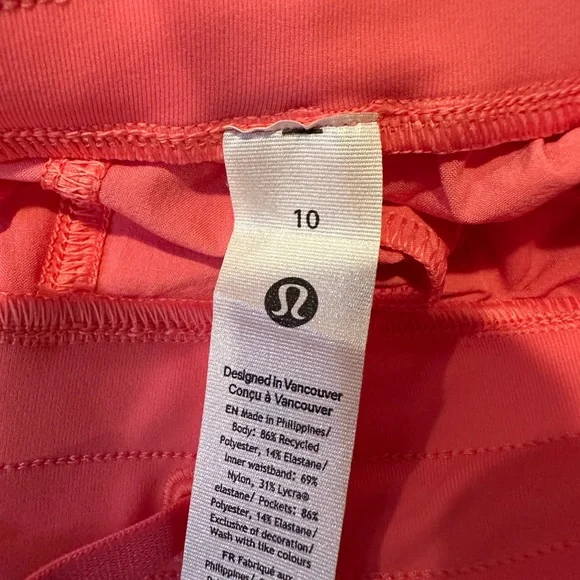 10
Designed in Vancouver
Conçu à Vancouver
EN Made in Philippines/
Body: 86% Recycled
Polyester, 14% Elastane/
Inner waistband: 69%
Nylon, 31% Lycra®
elastane/ Pockets: 86%
Polyester, 14% Elastane/
Exclusive of decoration/
Wash with like colours
FR Fabriqué aux
Philippines/